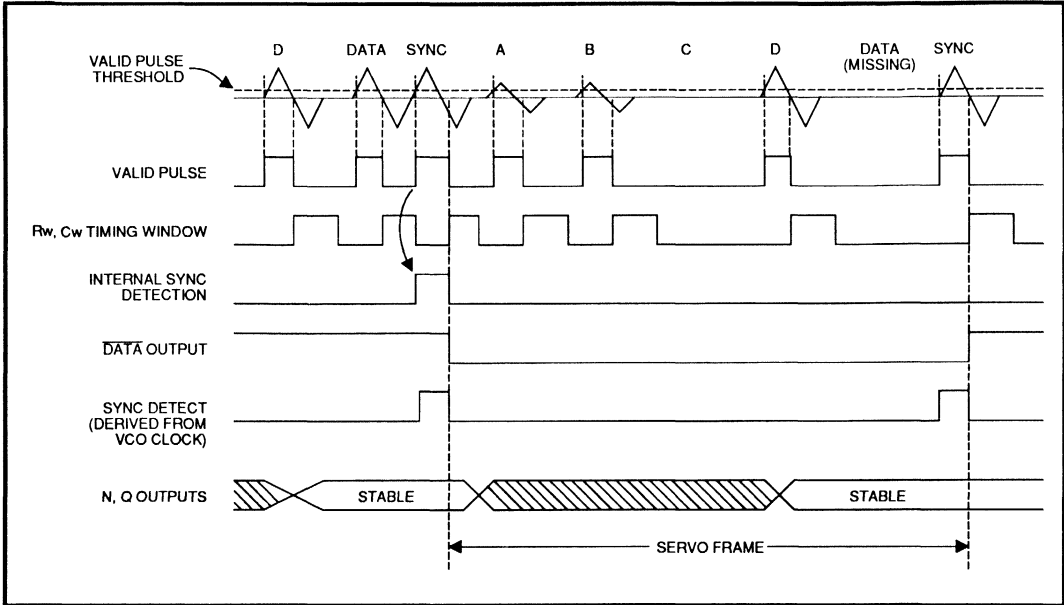 D DATA SYNC A B C D DATA SYNC
(MISSING)
VALID PULSE
THRESHOLD
VALID PULSE
Rw, Cw TIMING WINDOW
INTERNAL SYNC
DETECTION
DATA OUTPUT
SYNC DETECT
(DERIVED FROM
VCO CLOCK)
N, Q OUTPUTS STABLE STABLE
SERVO FRAME